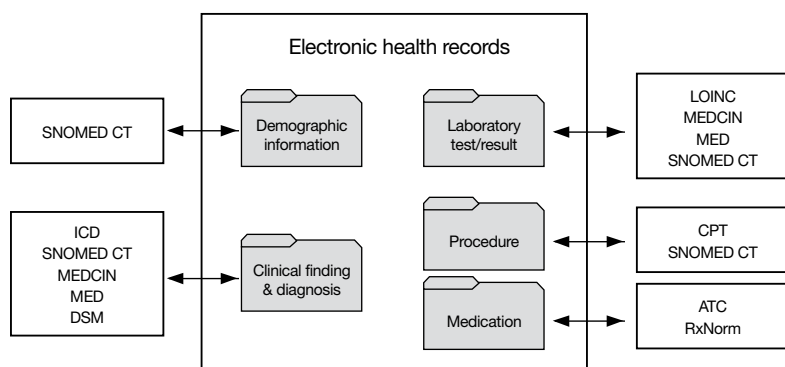 Electronic health records
SNOMED CT
Demographic
information
Laboratory
test/result
LOINC
MEDCIN
MED
SNOMED CT
ICD
SNOMED CT
MEDCIN
MED
DSM
Clinical finding
& diagnosis
Procedure
CPT
SNOMED CT
Medication
ATC
RxNorm